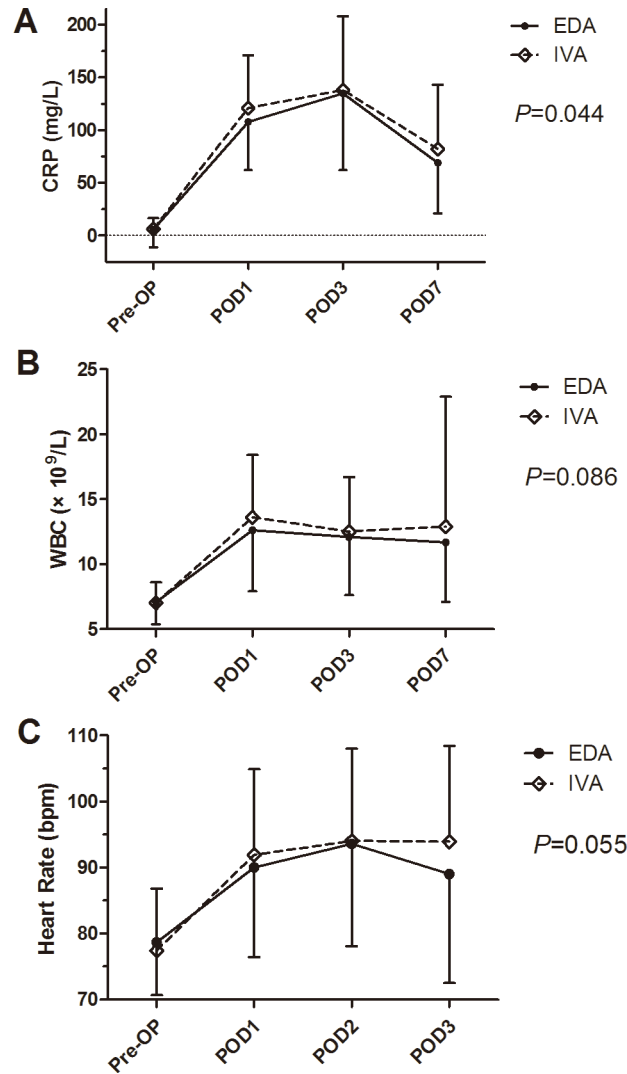 A
CRP (mg/L)
200
150
100
50
0
Pre-OP
POD1
POD3
POD7
EDA
IVA
P=0.044
B
WBC (× 10⁹/L)
25
20
15
10
5
Pre-OP
POD1
POD3
POD7
EDA
IVA
P=0.086
C
Heart Rate (bpm)
110
100
90
80
70
Pre-OP
POD1
POD2
POD3
EDA
IVA
P=0.055